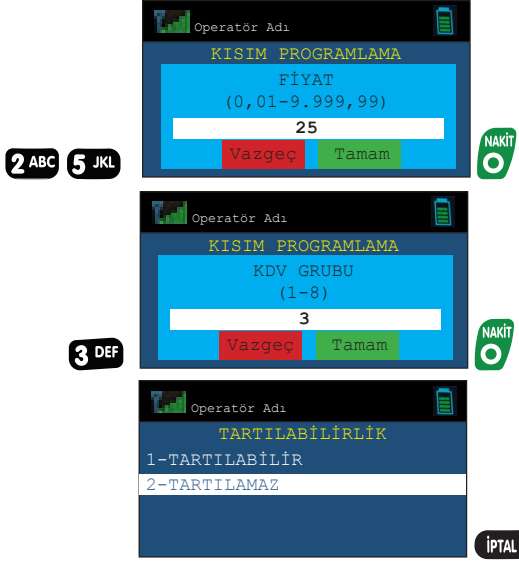 Operatör Adı
KISIM PROGRAMLAMA
FİYAT
(0,01-9.999,99)
25
Vazgeç Tamam
2 ABC 5 JKL
NAKİT
Operatör Adı
KISIM PROGRAMLAMA
KDV GRUBU
(1-8)
3
Vazgeç Tamam
3 DEF
NAKİT
Operatör Adı
TARTILABİLİRLİK
1-TARTILABİLİR
2-TARTILAMAZ
İPTAL